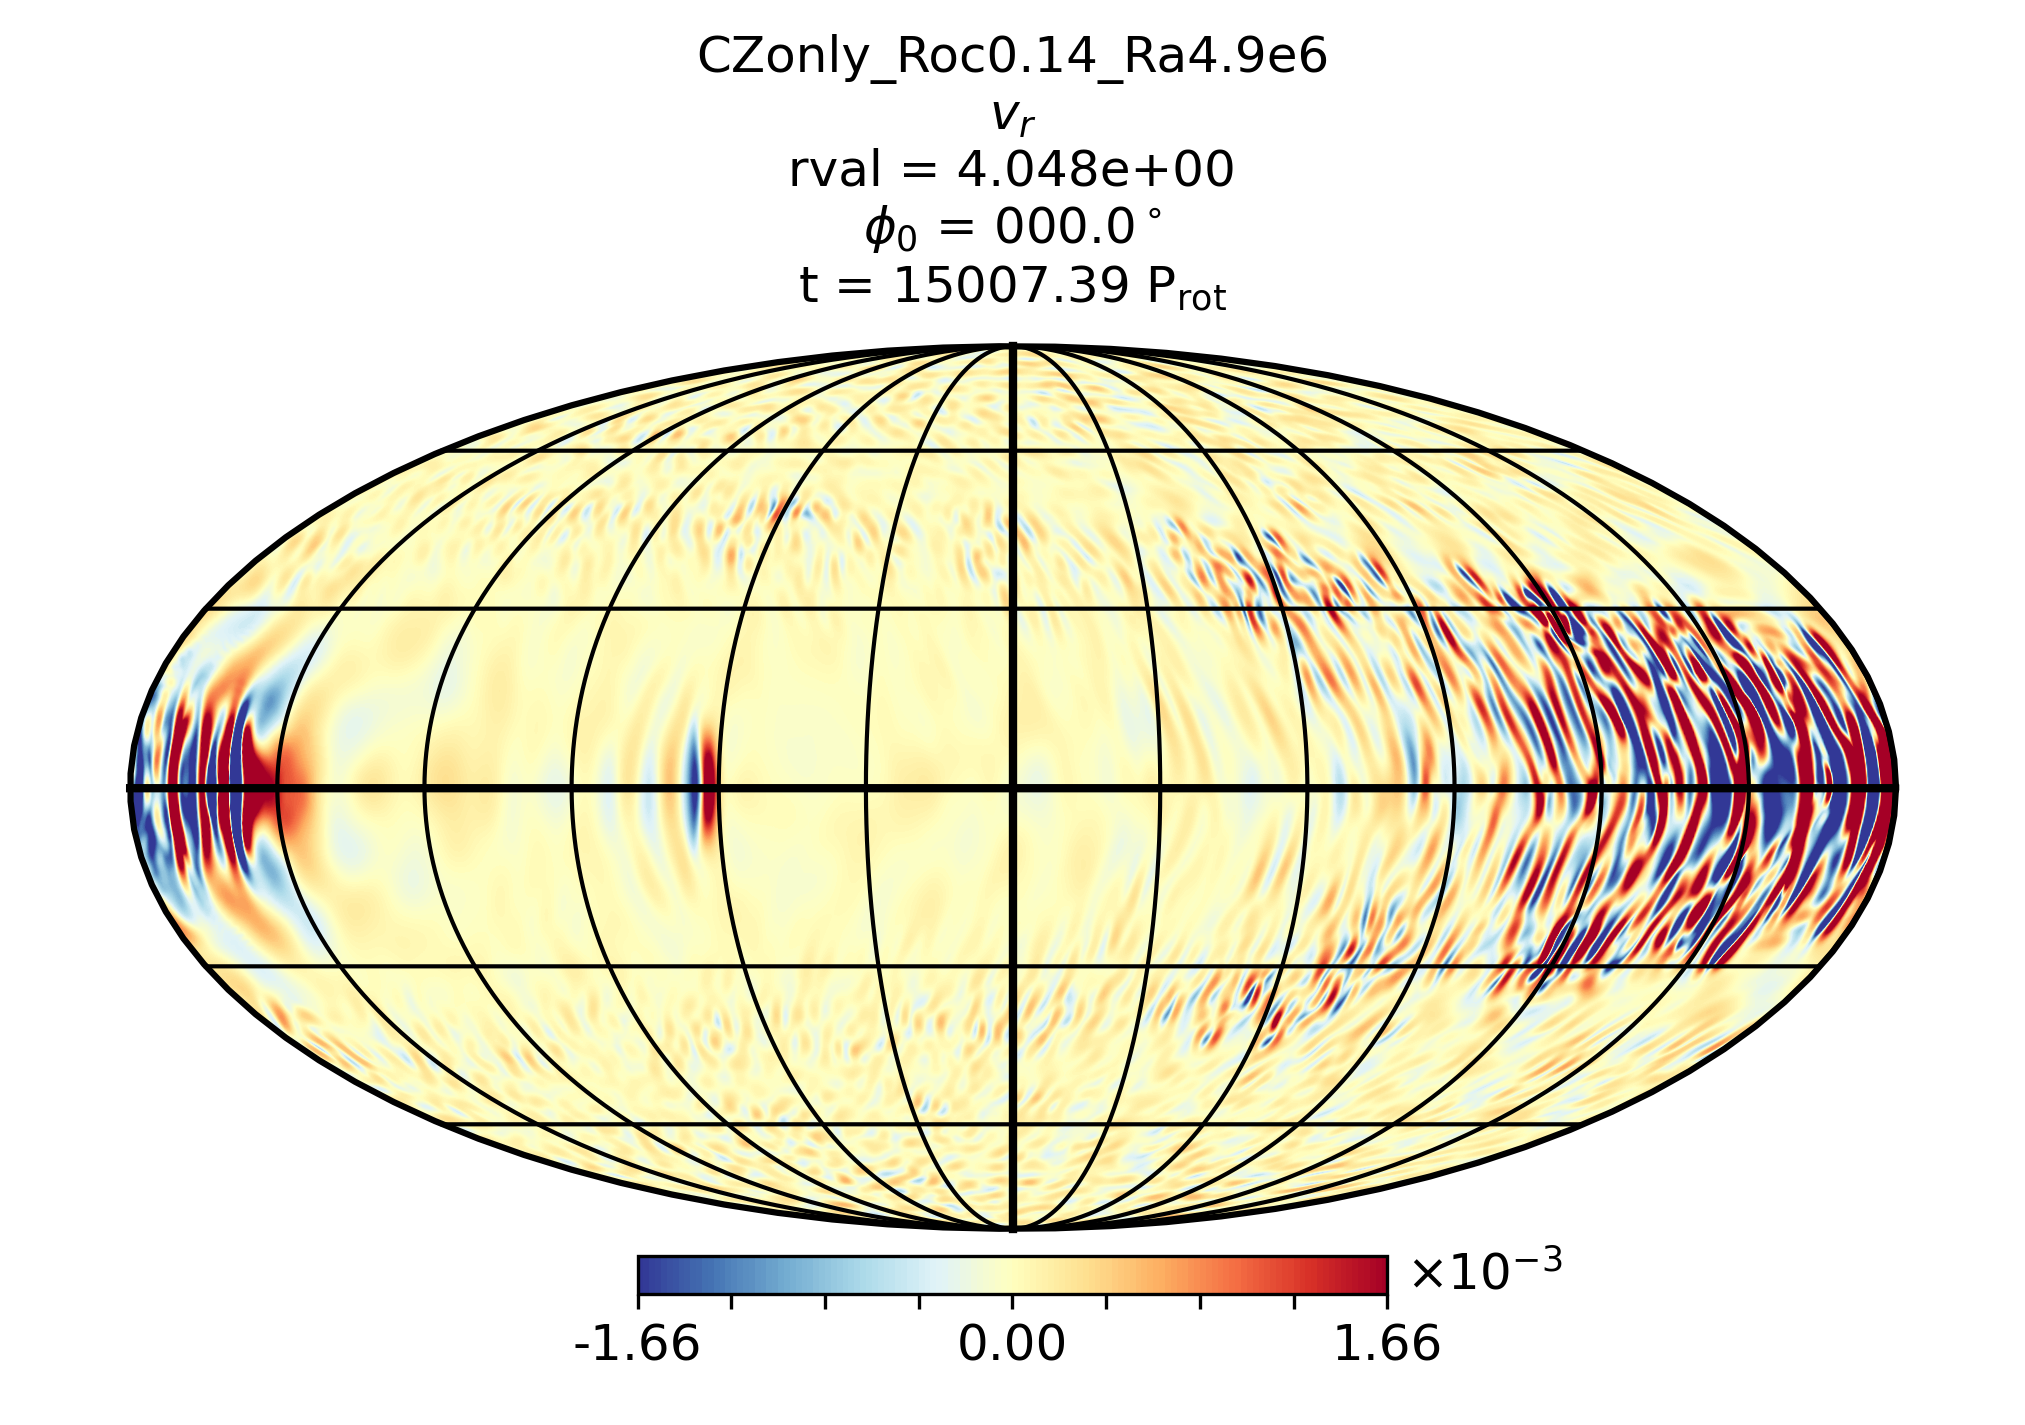 CZonly_Roc0.14_Ra4.9e6
v_r
rval = 4.048e+00
ϕ₀ = 000.0°
t = 15007.39 P_rot
×10⁻³
-1.66 0.00 1.66